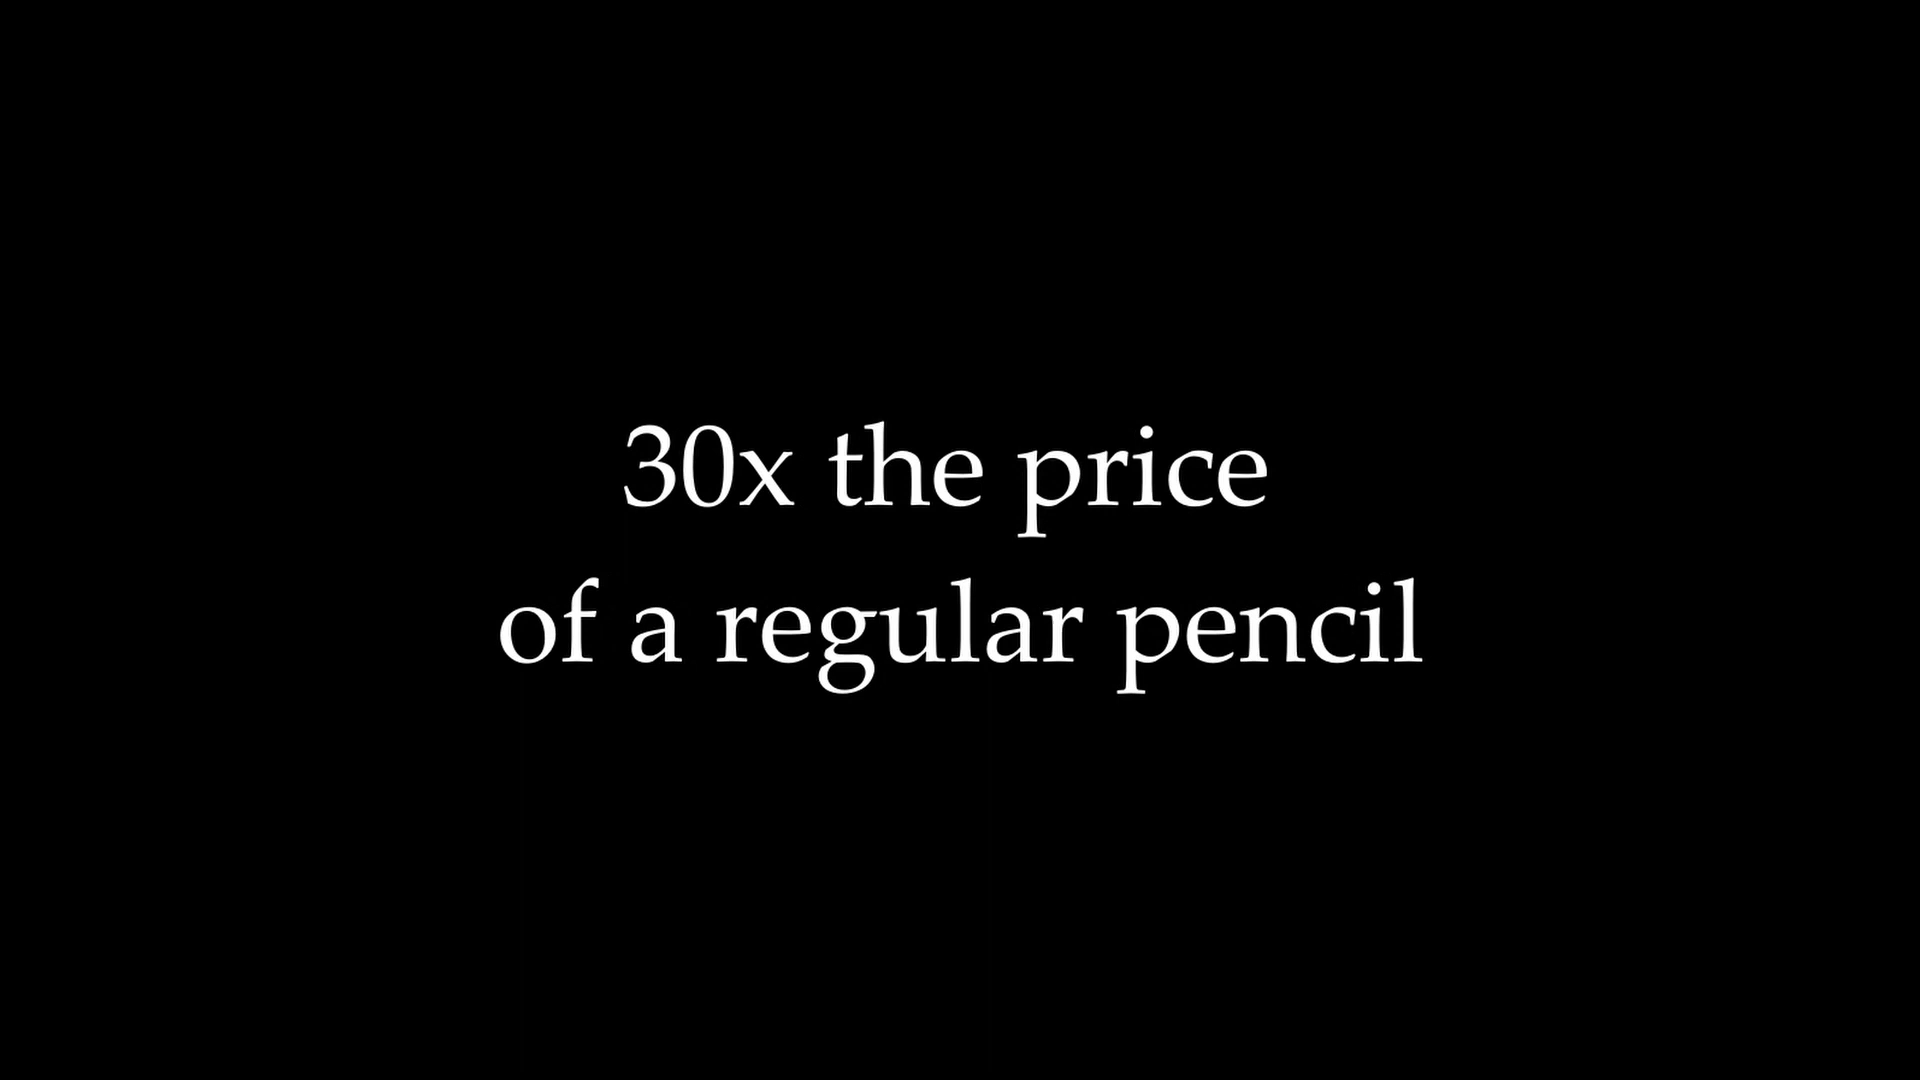 30x the price
of a regular pencil